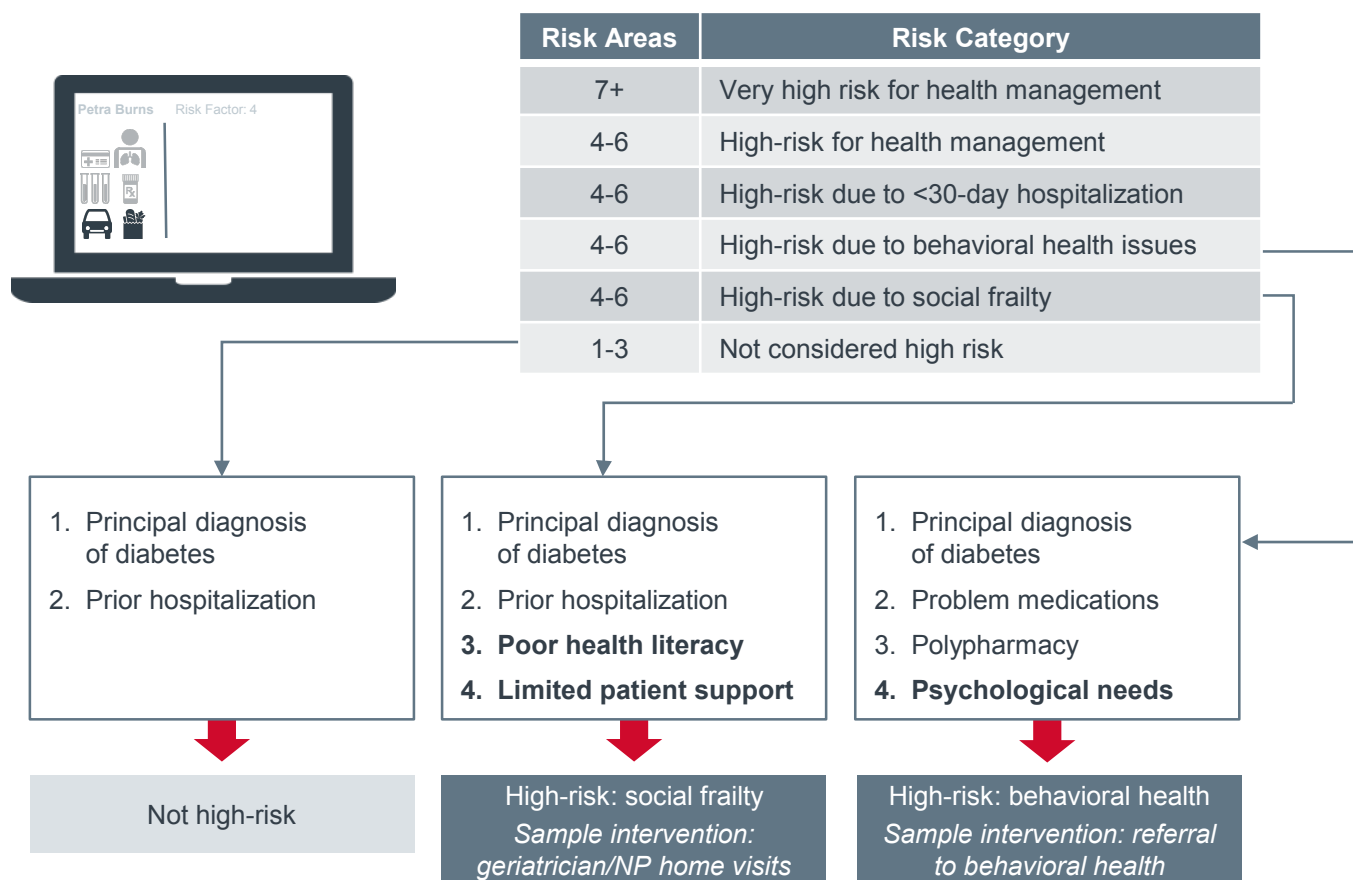 Petra Burns Risk Factor: 4
Rx
Risk Areas Risk Category
7+ Very high risk for health management
4-6 High-risk for health management
4-6 High-risk due to <30-day hospitalization
4-6 High-risk due to behavioral health issues
4-6 High-risk due to social frailty
1-3 Not considered high risk
1. Principal diagnosis
of diabetes
2. Prior hospitalization
1. Principal diagnosis
of diabetes
2. Prior hospitalization
3. Poor health literacy
4. Limited patient support
1. Principal diagnosis
of diabetes
2. Problem medications
3. Polypharmacy
4. Psychological needs
Not high-risk
High-risk: social frailty
Sample intervention:
geriatrician/NP home visits
High-risk: behavioral health
Sample intervention: referral
to behavioral health